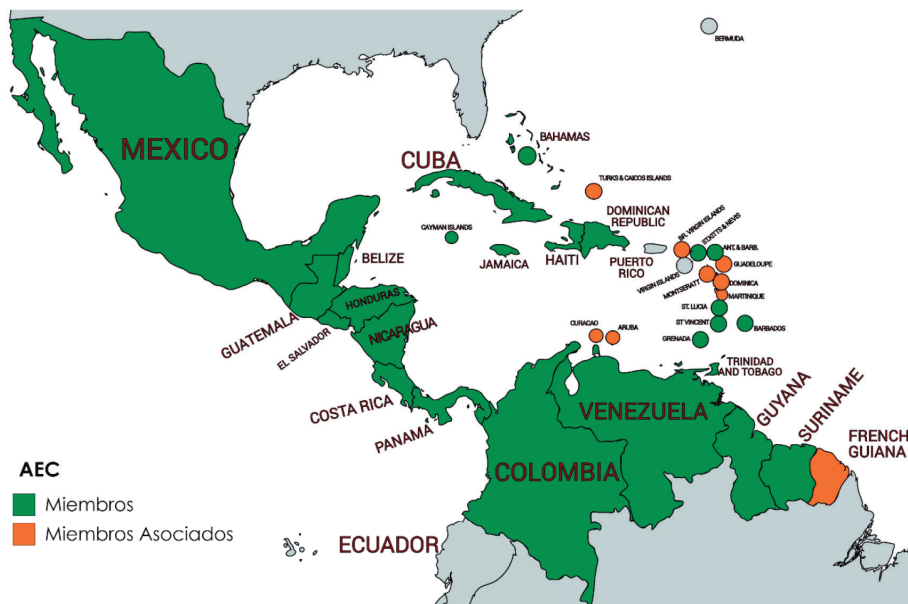 BERMUDA
MEXICO
BAHAMAS
CUBA
TURKS & CAICOS ISLANDS
DOMINICAN
REPUBLIC
CAYMAN ISLANDS
BR. VIRGIN ISLANDS
ST.KITTS & NEVIS
ANT. & BARB.
BELIZE
JAMAICA
HAITI
PUERTO
RICO
VIRGIN ISLANDS
GUADELOUPE
MONTSERATT
DOMINICA
MARTINIQUE
HONDURAS
ST. LUCIA
GUATEMALA
NICARAGUA
EL SALVADOR
CURACAO
ARUBA
ST VINCENT
BARBADOS
GRENADA
TRINIDAD
AND TOBAGO
COSTA RICA
PANAMA
VENEZUELA
GUYANA
SURINAME
FRENCH
GUIANA
COLOMBIA
AEC
Miembros
Miembros Asociados
ECUADOR